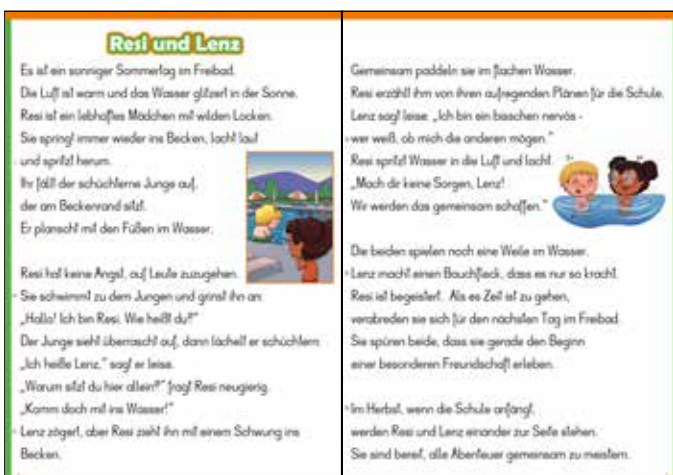 Resi und Lenz
Es ist ein sonniger Sommertag im Freibad.
Die Luft ist warm und das Wasser glitzert in der Sonne.
Resi ist ein lebhaftes Mädchen mit wilden Locken.
Sie springt immer wieder ins Becken, lacht laut
und spritzt herum.
Ihr fällt der schüchterne Junge auf,
der am Beckenrand sitzt.
Er planscht mit den Füßen im Wasser.
Resi hat keine Angst, auf Leute zuzugehen.
Sie schwimmt zu dem Jungen und grinst ihn an:
„Hallo! Ich bin Resi. Wie heißt du?"
Der Junge sieht überrascht auf, dann lächelt er schüchtern.
„Ich heiße Lenz," sagt er leise.
„Warum sitzt du hier allein?" fragt Resi neugierig.
„Komm doch mit ins Wasser!"
Lenz zögert, aber Resi zieht ihn mit einem Schwung ins
Becken.
Gemeinsam paddeln sie im flachen Wasser.
Resi erzählt ihm von ihren aufregenden Plänen für die Schule.
Lenz sagt leise: „Ich bin ein bisschen nervös -
wer weiß, ob mich die anderen mögen."
Resi spritzt Wasser in die Luft und lacht.
„Mach dir keine Sorgen, Lenz!
Wir werden das gemeinsam schaffen."
Die beiden spielen noch eine Weile im Wasser.
Lenz macht einen Bauchfleck, dass es nur so kracht.
Resi ist begeistert. Als es Zeit ist zu gehen,
verabreden sie sich für den nächsten Tag im Freibad.
Sie spüren beide, dass sie gerade den Beginn
einer besonderen Freundschaft erleben.
Im Herbst, wenn die Schule anfängt,
werden Resi und Lenz einander zur Seite stehen.
Sie sind bereit, alle Abenteuer gemeinsam zu meistern.